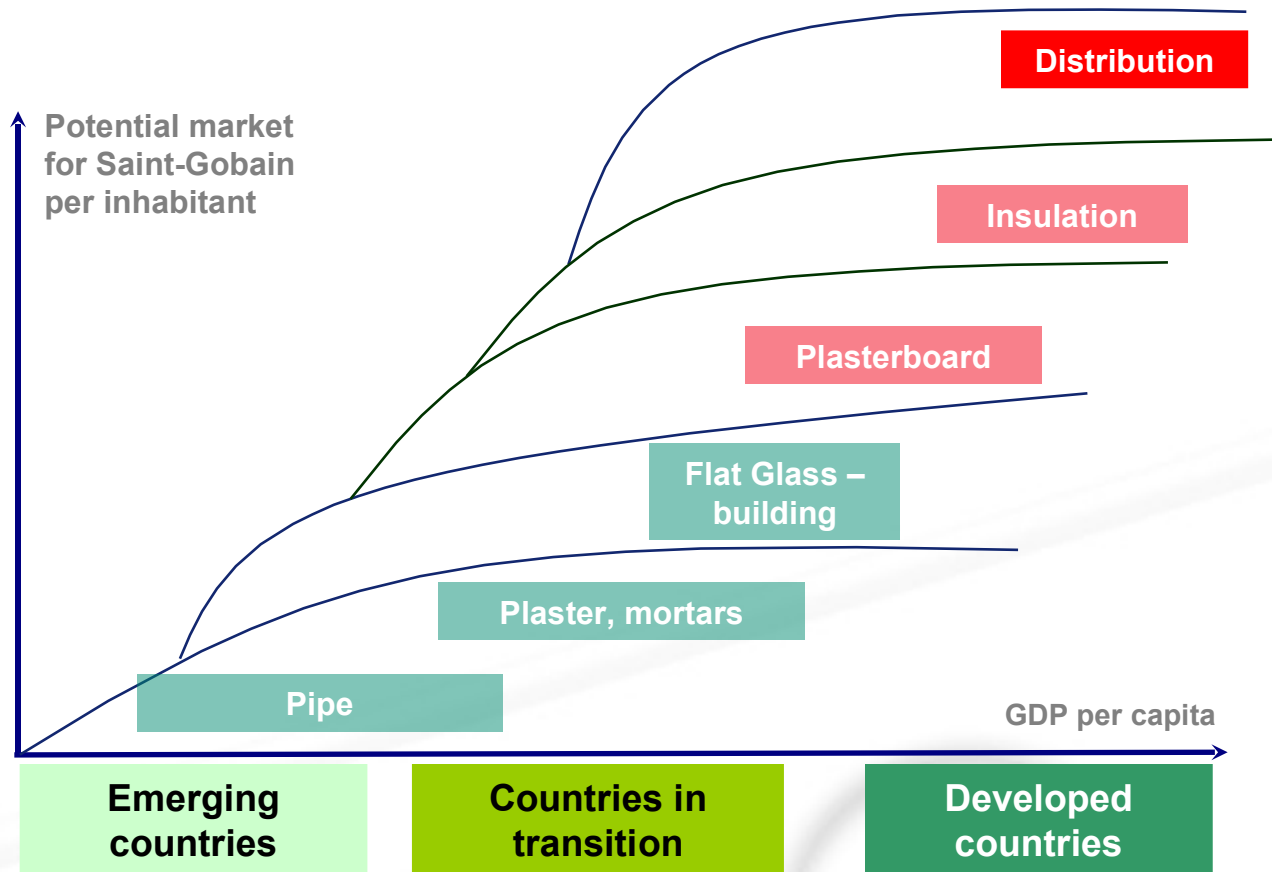 Distribution
Potential market
for Saint-Gobain
per inhabitant
Insulation
Plasterboard
Flat Glass –
building
Plaster, mortars
Pipe
GDP per capita
Emerging
countries
Countries in
transition
Developed
countries